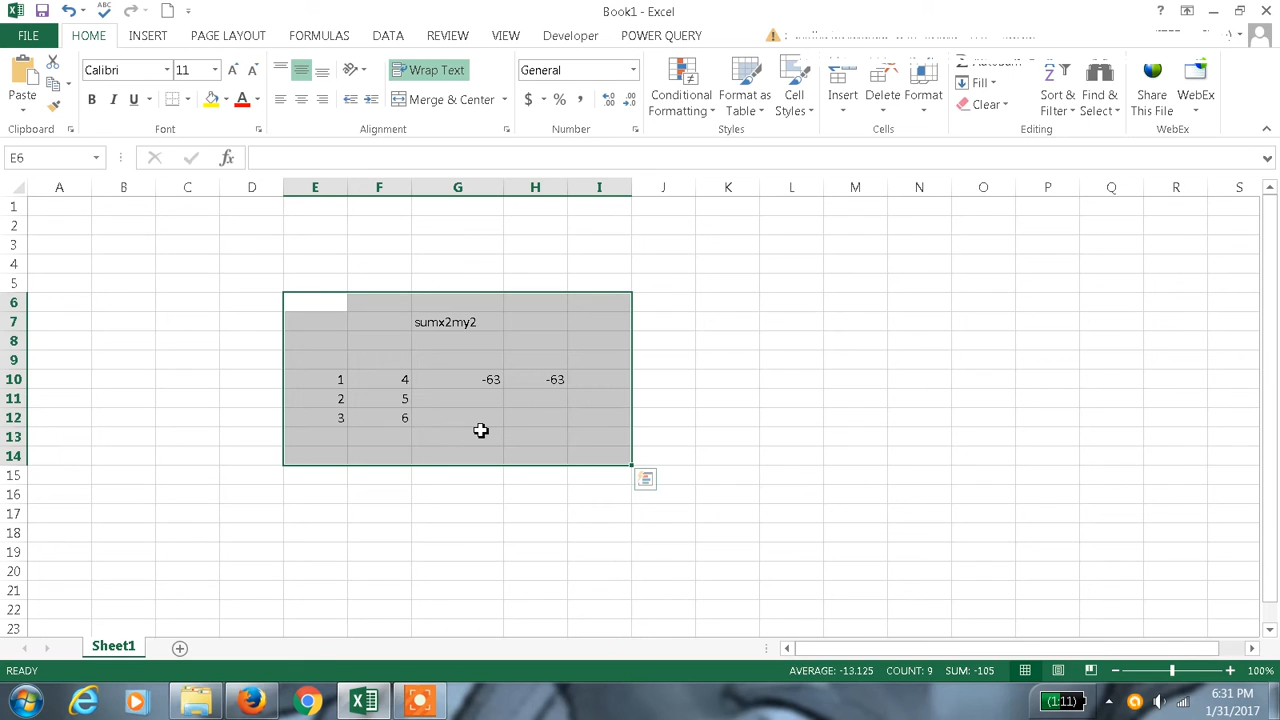 Book1 - Excel
FILE HOME INSERT PAGE LAYOUT FORMULAS DATA REVIEW VIEW Developer POWER QUERY
Calibri 11 Wrap Text General
Paste Merge & Center $ % , Conditional Formatting Format as Table Cell Styles Insert Delete Format Fill Clear Sort & Filter Find & Select Share This File WebEx
Clipboard Font Alignment Number Styles Cells Editing WebEx
E6 fx
A B C D E F G H I J K L M N O P Q R S
1
2
3
4
5
6
7 sumx2my2
8
9
10 1 4 -63 -63
11 2 5
12 3 6
13
14
15
16
17
18
19
20
21
22
23
Sheet1
READY AVERAGE: -13.125 COUNT: 9 SUM: -105 100%
(1:11) 6:31 PM
1/31/2017